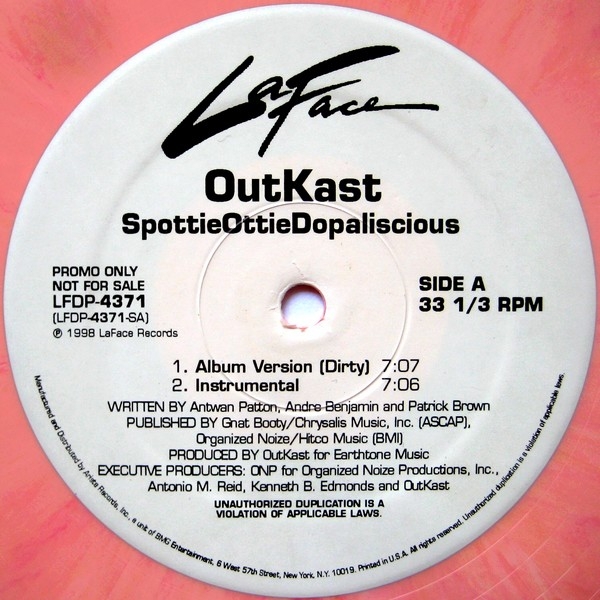 LaFace
OutKast
SpottieOttieDopaliscious
PROMO ONLY
NOT FOR SALE
LFDP-4371
(LFDP-4371-SA)
℗ 1998 LaFace Records
SIDE A
33 1/3 RPM
1. Album Version (Dirty) 7:07
2. Instrumental 7:06
WRITTEN BY Antwan Patton, Andre Benjamin and Patrick Brown
PUBLISHED BY Gnat Booty/Chrysalis Music, Inc. (ASCAP),
Organized Noize/Hitco Music (BMI)
PRODUCED BY OutKast for Earthtone Music
EXECUTIVE PRODUCERS: ONP for Organized Noize Productions, Inc.,
Antonio M. Reid, Kenneth B. Edmonds and OutKast
UNAUTHORIZED DUPLICATION IS A
VIOLATION OF APPLICABLE LAWS.
Manufactured and Distributed by Arista Records, Inc., a unit of BMG Entertainment, 6 West 57th Street, New York, N.Y. 10019. Printed in U.S.A. All rights reserved. Unauthorized duplication is a violation of applicable laws.